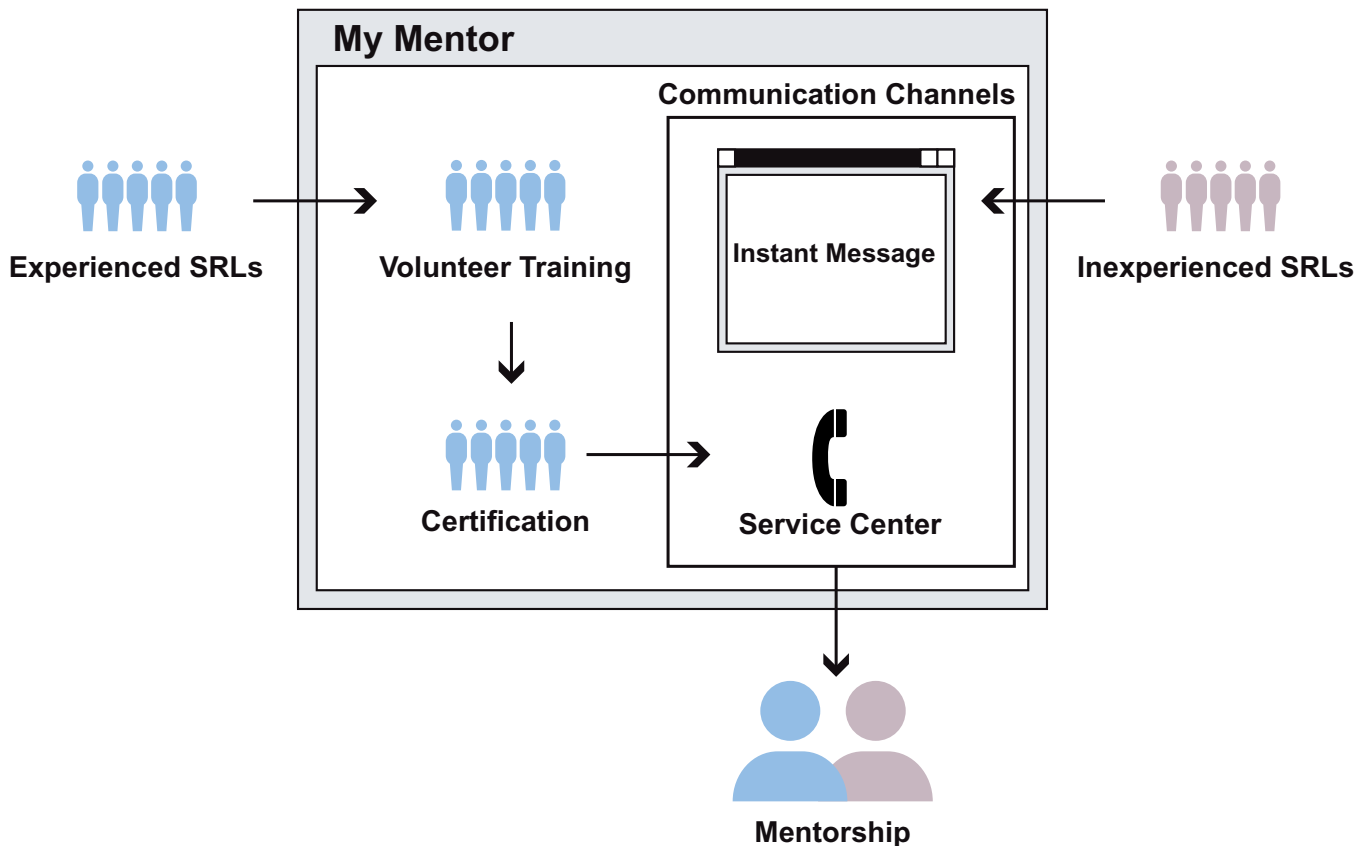 My Mentor
Communication Channels
Instant Message
Experienced SRLs
Volunteer Training
Inexperienced SRLs
Certification
Service Center
Mentorship